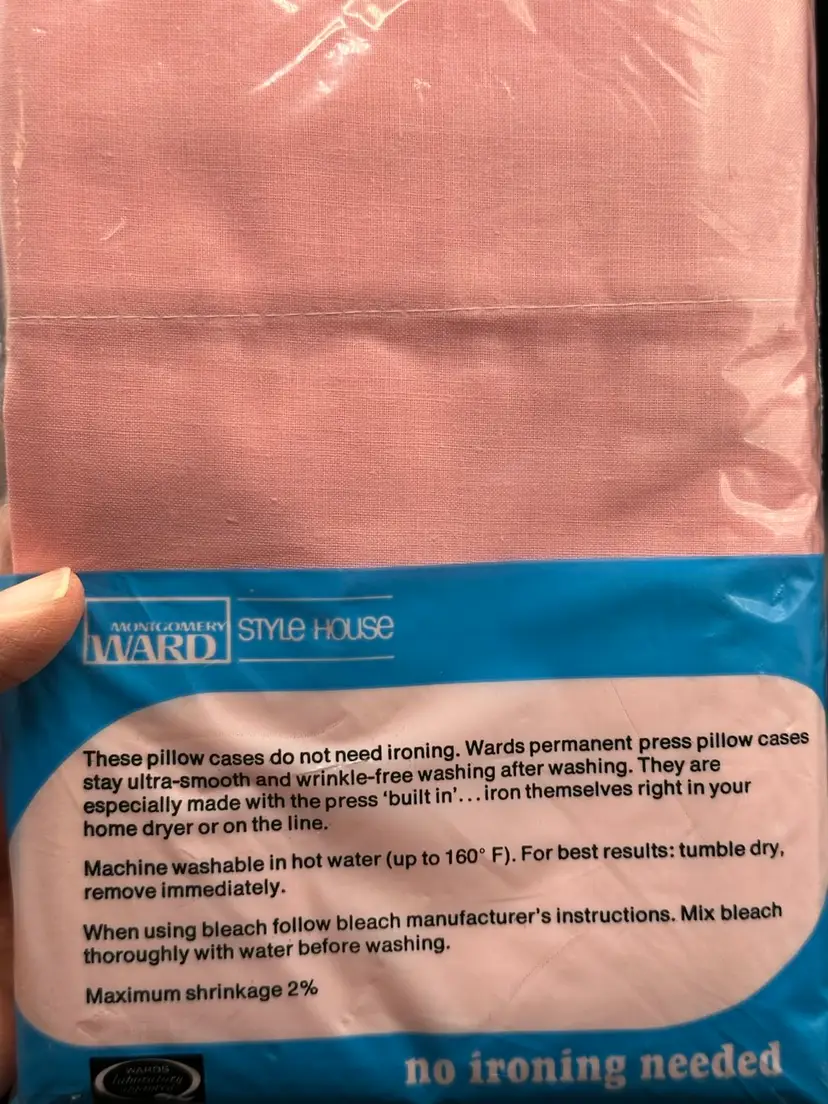 MONTGOMERY
WARD
STYLE HOUSE
These pillow cases do not need ironing. Wards permanent press pillow cases
stay ultra-smooth and wrinkle-free washing after washing. They are
especially made with the press ‘built in’...iron themselves right in your
home dryer or on the line.
Machine washable in hot water (up to 160° F). For best results: tumble dry,
remove immediately.
When using bleach follow bleach manufacturer's instructions. Mix bleach
thoroughly with water before washing.
Maximum shrinkage 2%
WARDS
laboratory
no ironing needed